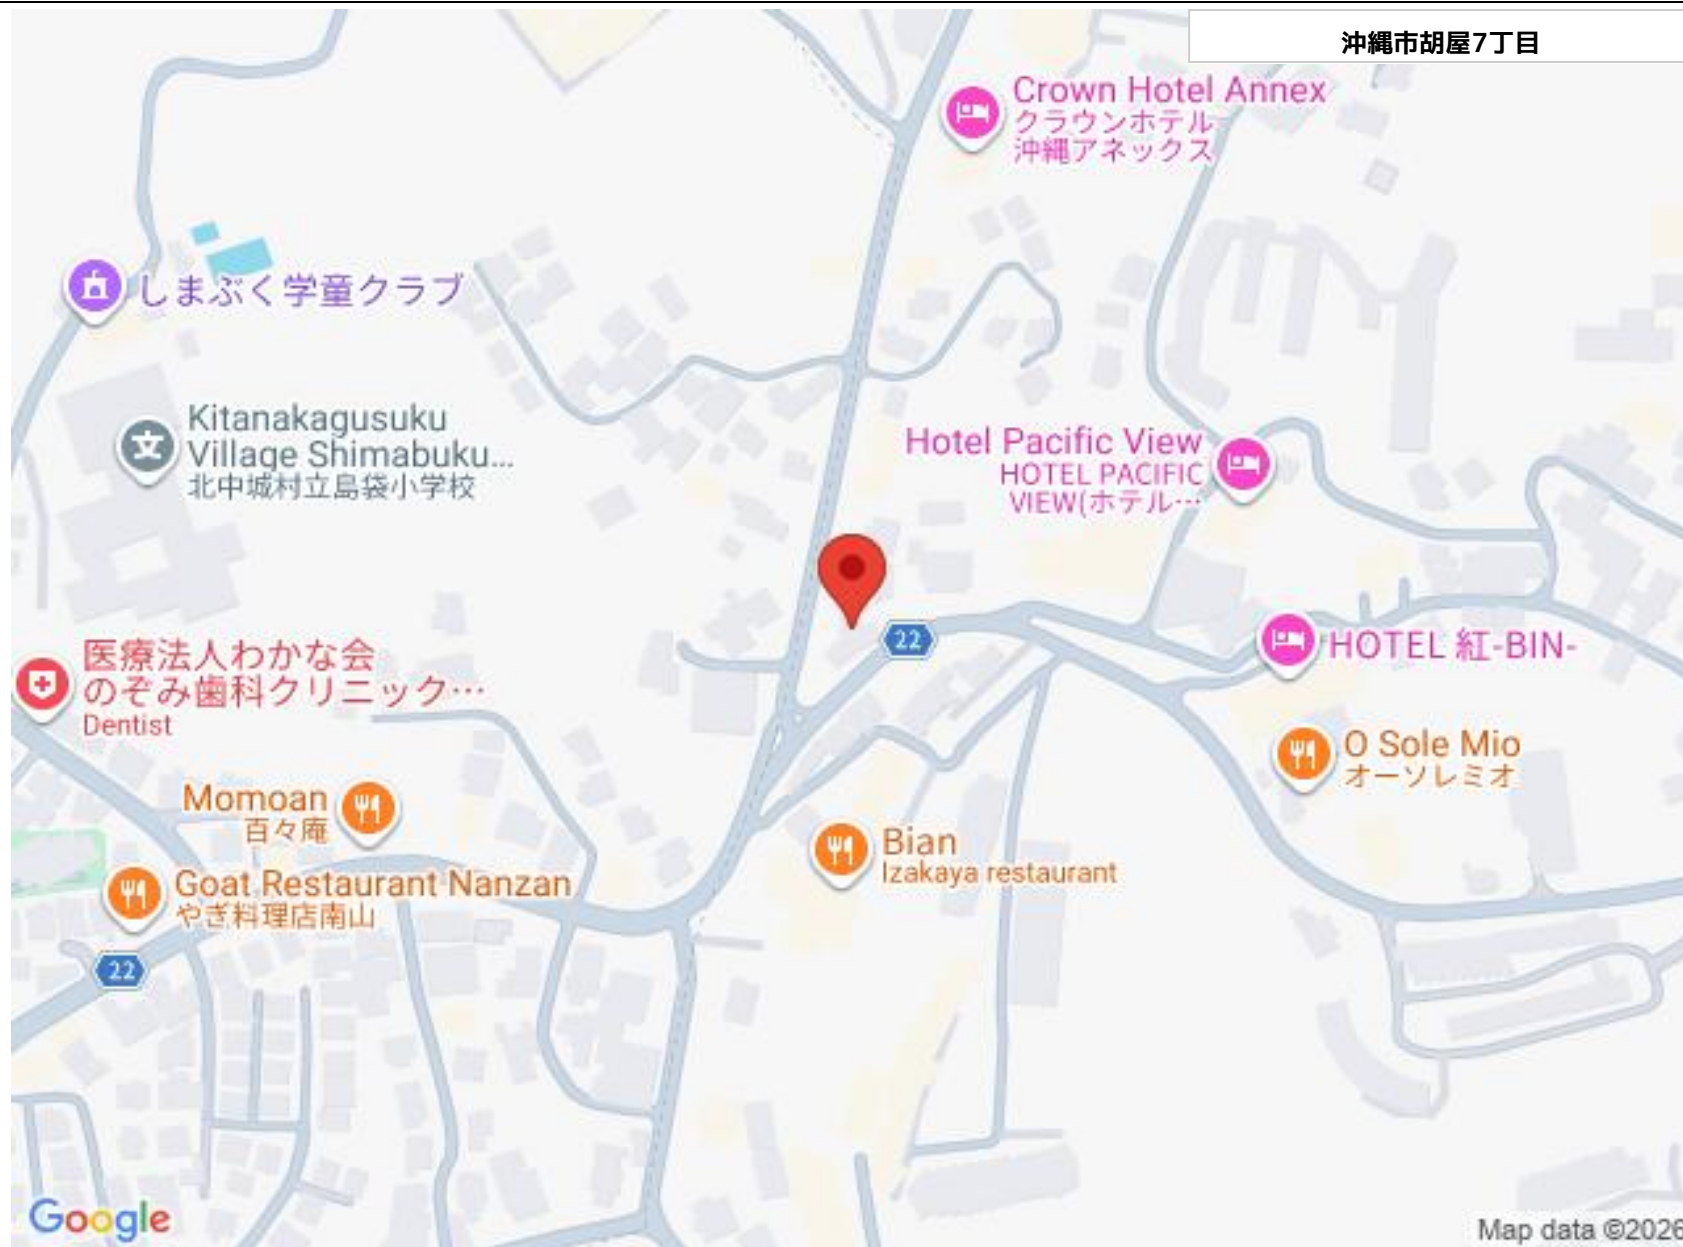 沖縄市胡屋7丁目
Crown Hotel Annex
クラウンホテル
沖縄アネックス
しまぶく学童クラブ
Kitanakagusuku
Village Shimabuku...
北中城村立島袋小学校
Hotel Pacific View
HOTEL PACIFIC
VIEW(ホテル…
22
HOTEL 紅-BIN-
医療法人わかな会
のぞみ歯科クリニック…
Dentist
O Sole Mio
オーソレミオ
Momoan
百々庵
Bian
Izakaya restaurant
Goat Restaurant Nanzan
やぎ料理店南山
22
Google
Map data ©2026